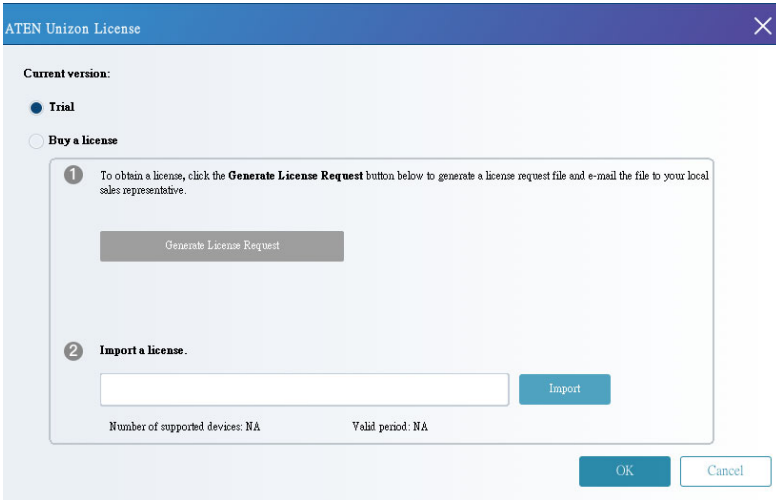 ATEN Unizon License
Current version:
Trial
Buy a license
1
To obtain a license, click the Generate License Request button below to generate a license request file and e-mail the file to your local
sales representative.
Generate License Request
2
Import a license.
Import
Number of supported devices: NA Valid period: NA
OK Cancel